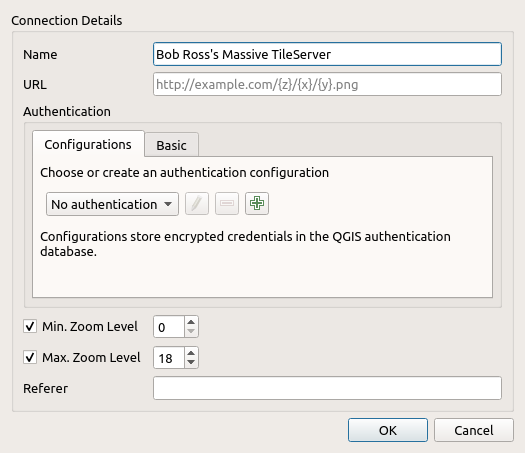 Connection Details
Name Bob Ross's Massive TileServer
URL http://example.com/{z}/{x}/{y}.png
Authentication
Configurations Basic
Choose or create an authentication configuration
No authentication
Configurations store encrypted credentials in the QGIS authentication
database.
Min. Zoom Level 0
Max. Zoom Level 18
Referer
OK Cancel